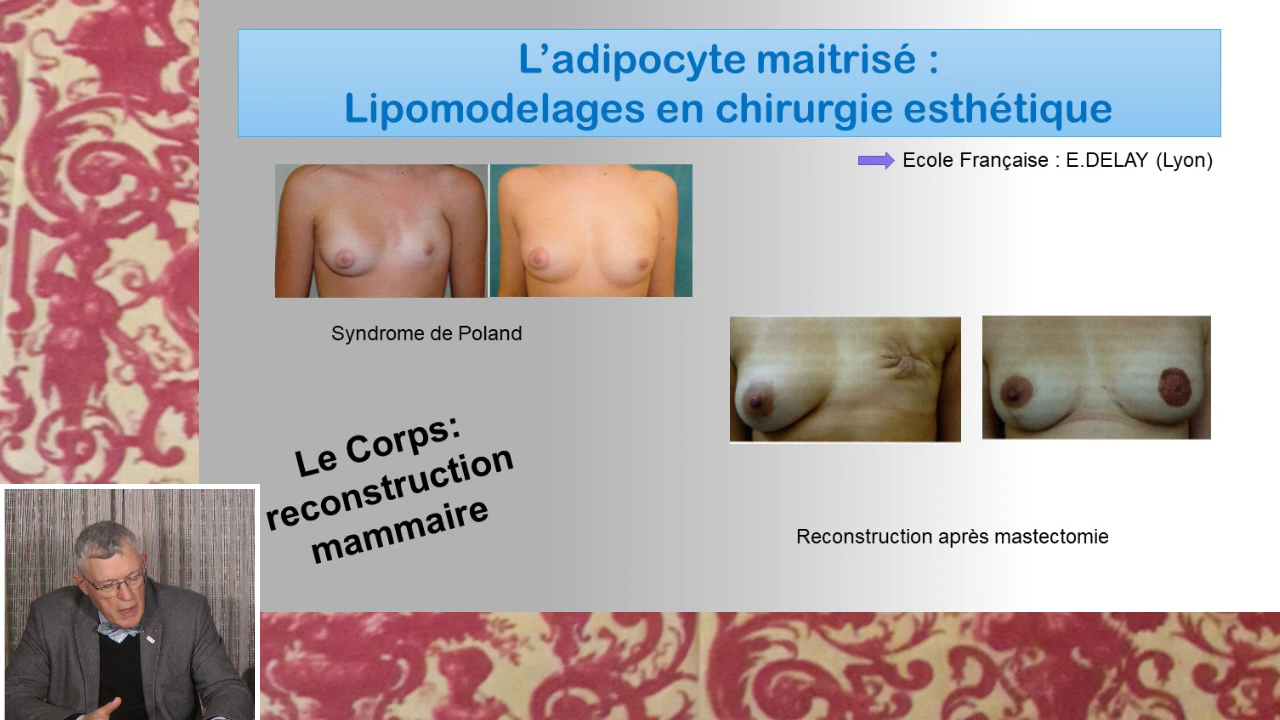 L'adipocyte maitrisé :
Lipomodelages en chirurgie esthétique
Ecole Française : E.DELAY (Lyon)
Syndrome de Poland
Le Corps:
reconstruction
mammaire
Reconstruction après mastectomie